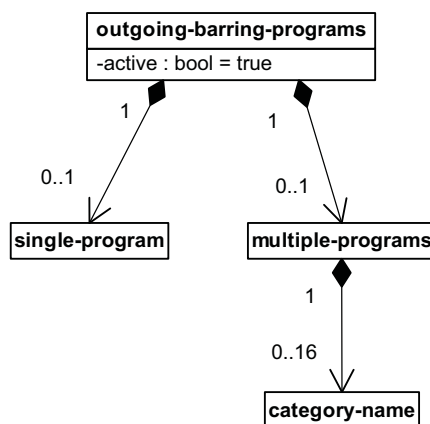 outgoing-barring-programs
-active : bool = true
1
1
0..1
0..1
single-program
multiple-programs
1
0..16
category-name